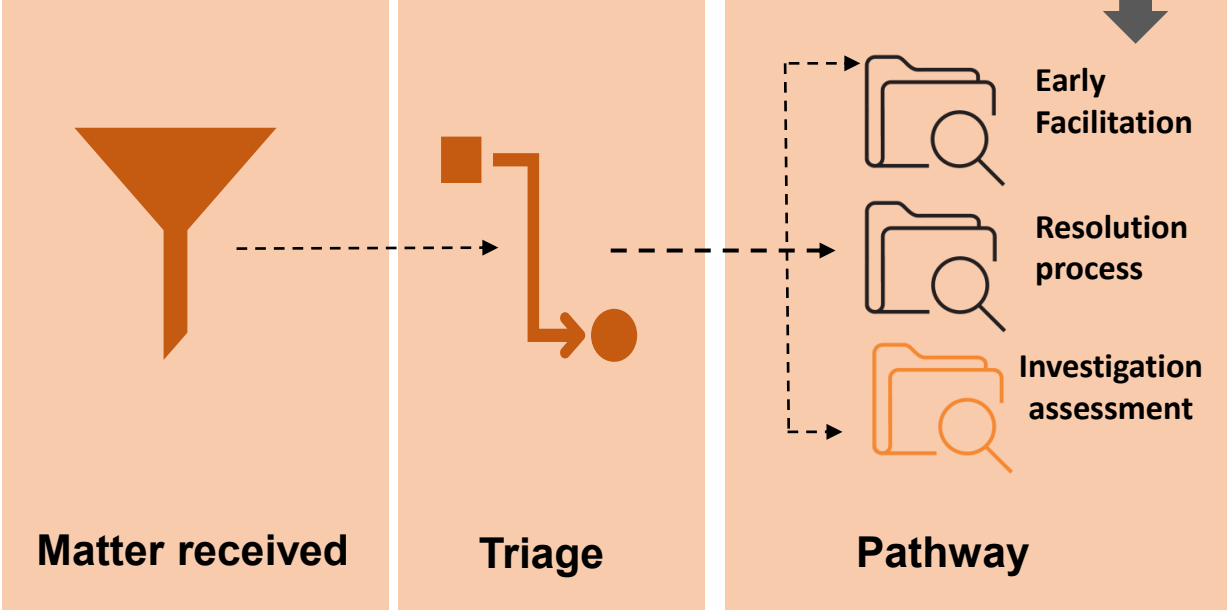 Early
Facilitation
Resolution
process
Investigation
assessment
Matter received
Triage
Pathway